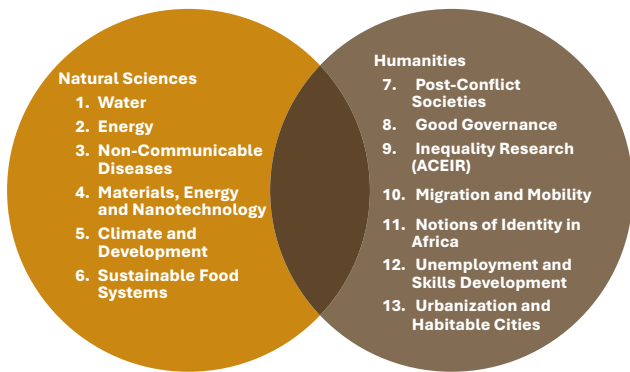 Natural Sciences
1. Water
2. Energy
3. Non-Communicable
Diseases
4. Materials, Energy
and Nanotechnology
5. Climate and
Development
6. Sustainable Food
Systems
Humanities
7. Post-Conflict
Societies
8. Good Governance
9. Inequality Research
(ACEIR)
10. Migration and Mobility
11. Notions of Identity in
Africa
12. Unemployment and
Skills Development
13. Urbanization and
Habitable Cities